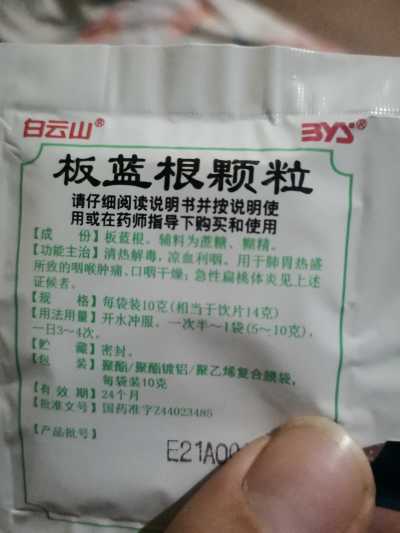 白云山® BYS®
板蓝根颗粒
请仔细阅读说明书并按说明使
用或在药师指导下购买和使用
【成 份】板蓝根。辅料为蔗糖、糊精。
【功能主治】清热解毒，凉血利咽。用于肺胃热盛
所致的咽喉肿痛、口咽干燥；急性扁桃体炎见上述
证候者。
【规 格】每袋装10克(相当于饮片14克)
【用法用量】开水冲服。一次半～1袋(5～10克)，
一日3～4次。
【贮 藏】密封。
【包 装】聚酯/聚酯镀铝/聚乙烯复合膜袋，
每袋装10克
【有 效 期】24个月
【批准文号】国药准字Z44023485
【产品批号】
E21A00